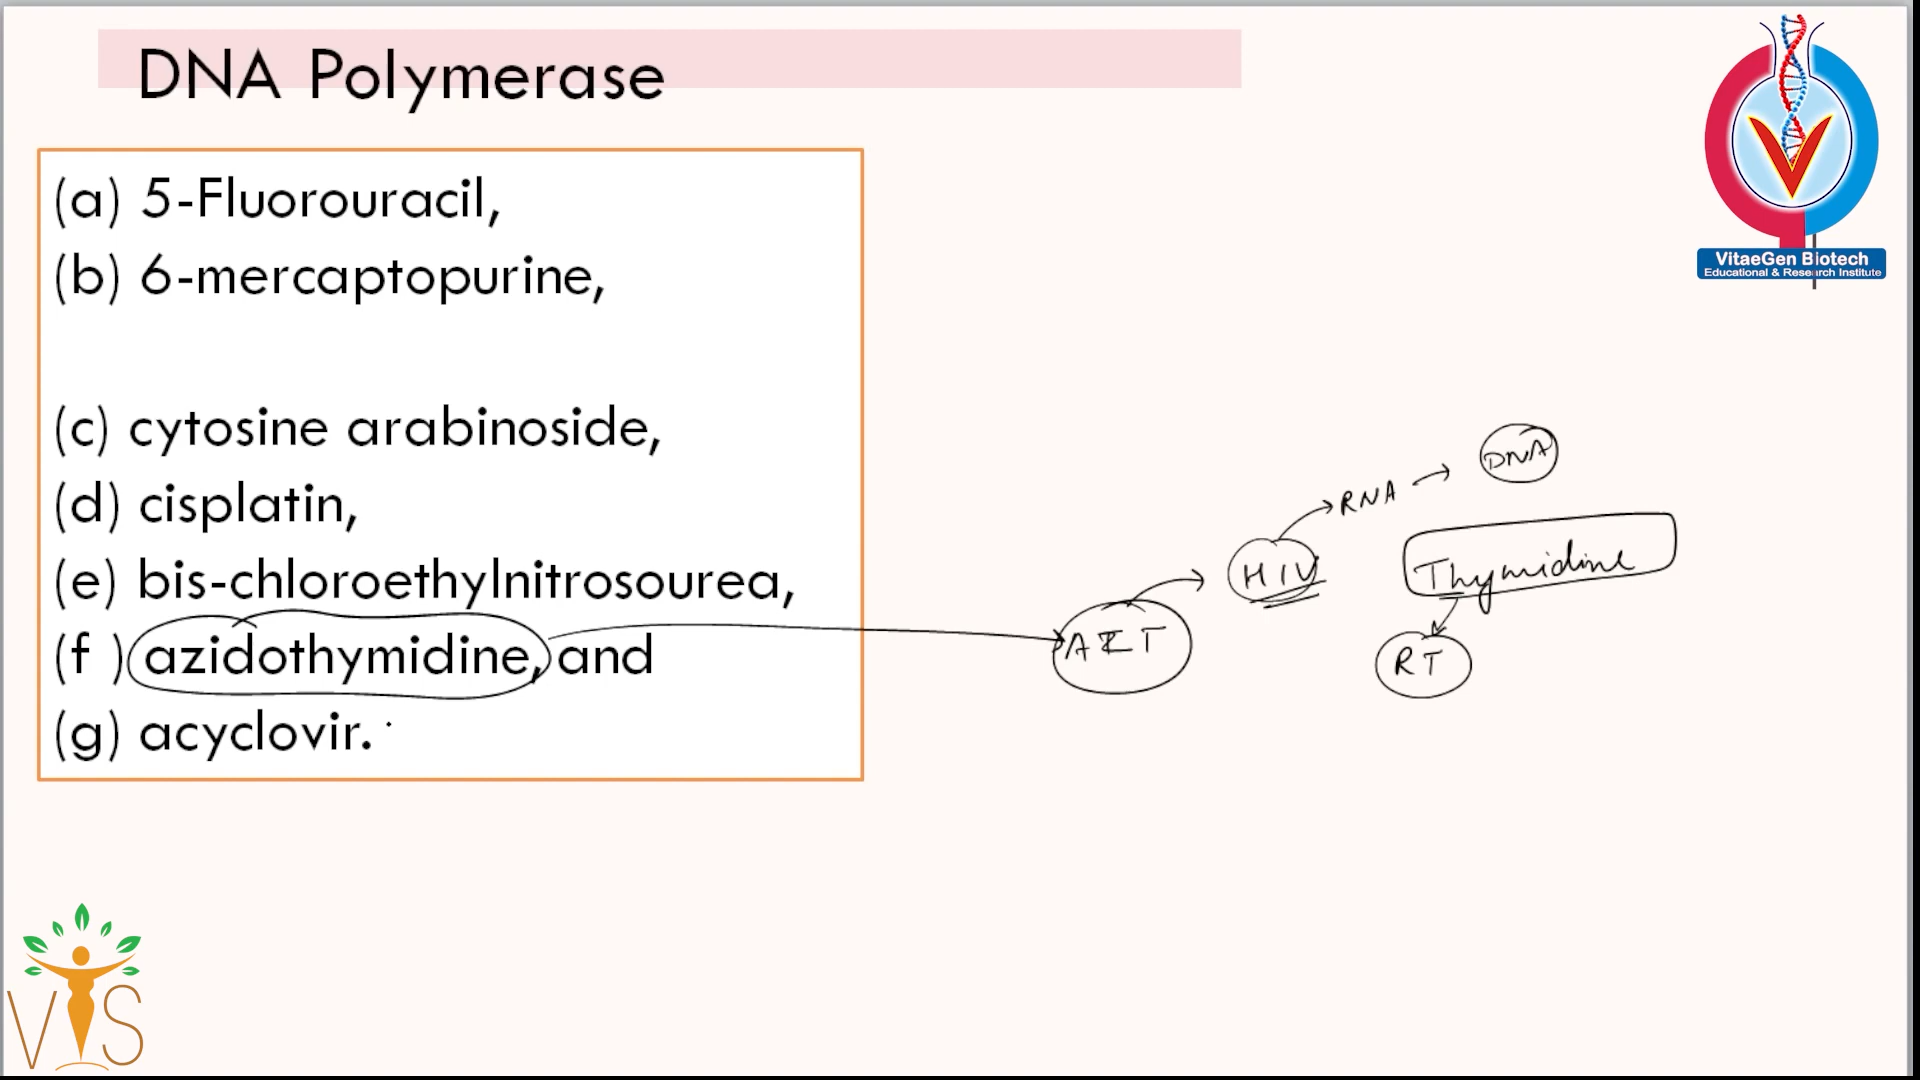 DNA Polymerase
(a) 5-Fluorouracil,
(b) 6-mercaptopurine,
(c) cytosine arabinoside,
(d) cisplatin,
(e) bis-chloroethylnitrosourea,
(f ) azidothymidine, and
(g) acyclovir.
AZT
HIV
RNA
DNA
Thymidine
RT
VitaeGen Biotech
Educational & Research Institute
VIS